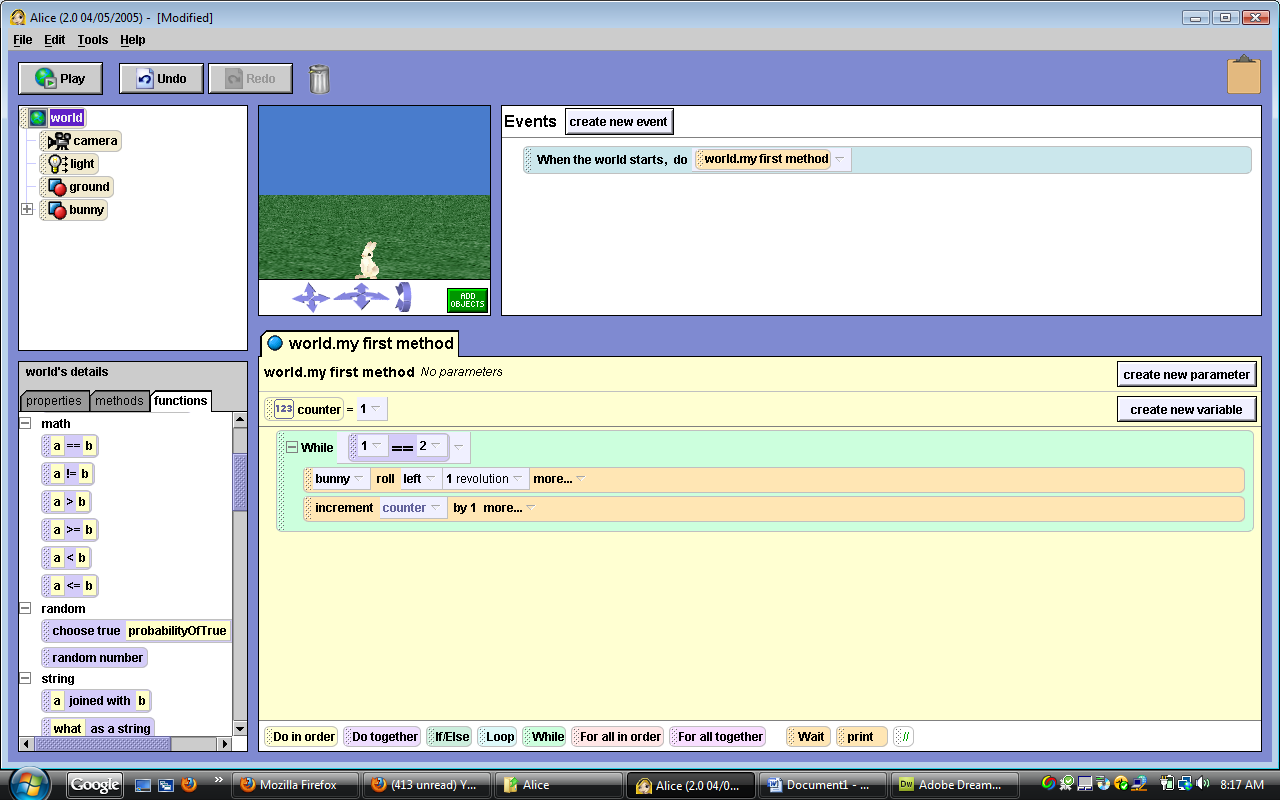 Alice (2.0 04/05/2005) - [Modified]
File Edit Tools Help
Play Undo Redo
world
camera
light
ground
bunny
ADD
OBJECTS
Events create new event
When the world starts, do world.my first method
world's details
properties methods functions
math
a == b
a != b
a > b
a >= b
a < b
a <= b
random
choose true probabilityOfTrue
random number
string
a joined with b
what as a string
world.my first method
world.my first method No parameters
create new parameter
123 counter = 1
create new variable
While 1 == 2
bunny roll left 1 revolution more...
increment counter by 1 more...
Do in order Do together If/Else Loop While For all in order For all together Wait print //
Google » Mozilla Firefox (413 unread) Y... Alice Alice (2.0 04/0... Document1 - ... Dw Adobe Dream... 8:17 AM